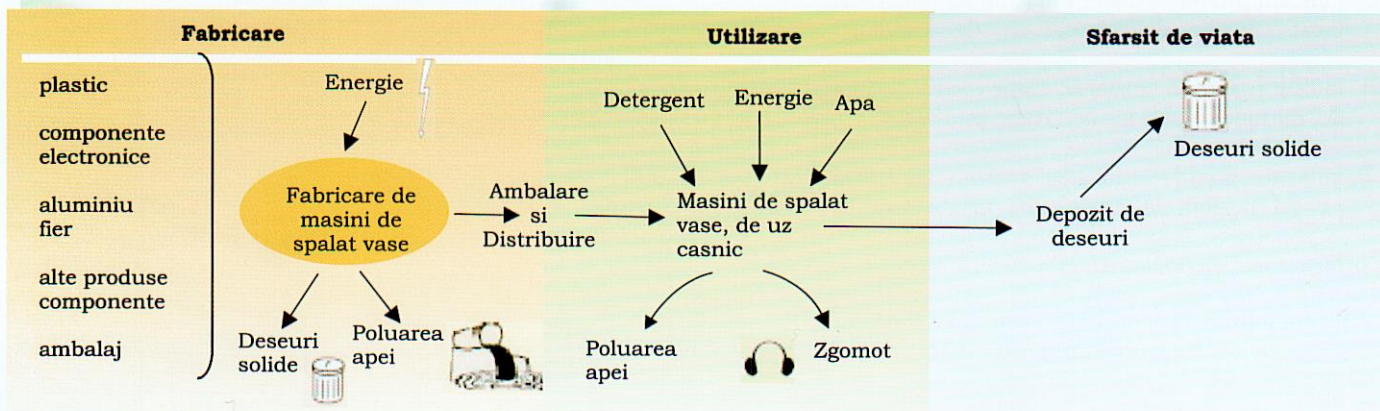 Fabricare
Utilizare
Sfarsit de viata
plastic
componente
electronice
aluminiu
fier
alte produse
componente
ambalaj
Energie
Fabricare de
masini de
spalat vase
Deseuri
solide
Poluarea
apei
Ambalare
si
Distribuire
Detergent
Energie
Apa
Masini de spalat
vase, de uz
casnic
Poluarea
apei
Zgomot
Depozit de
deseuri
Deseuri solide